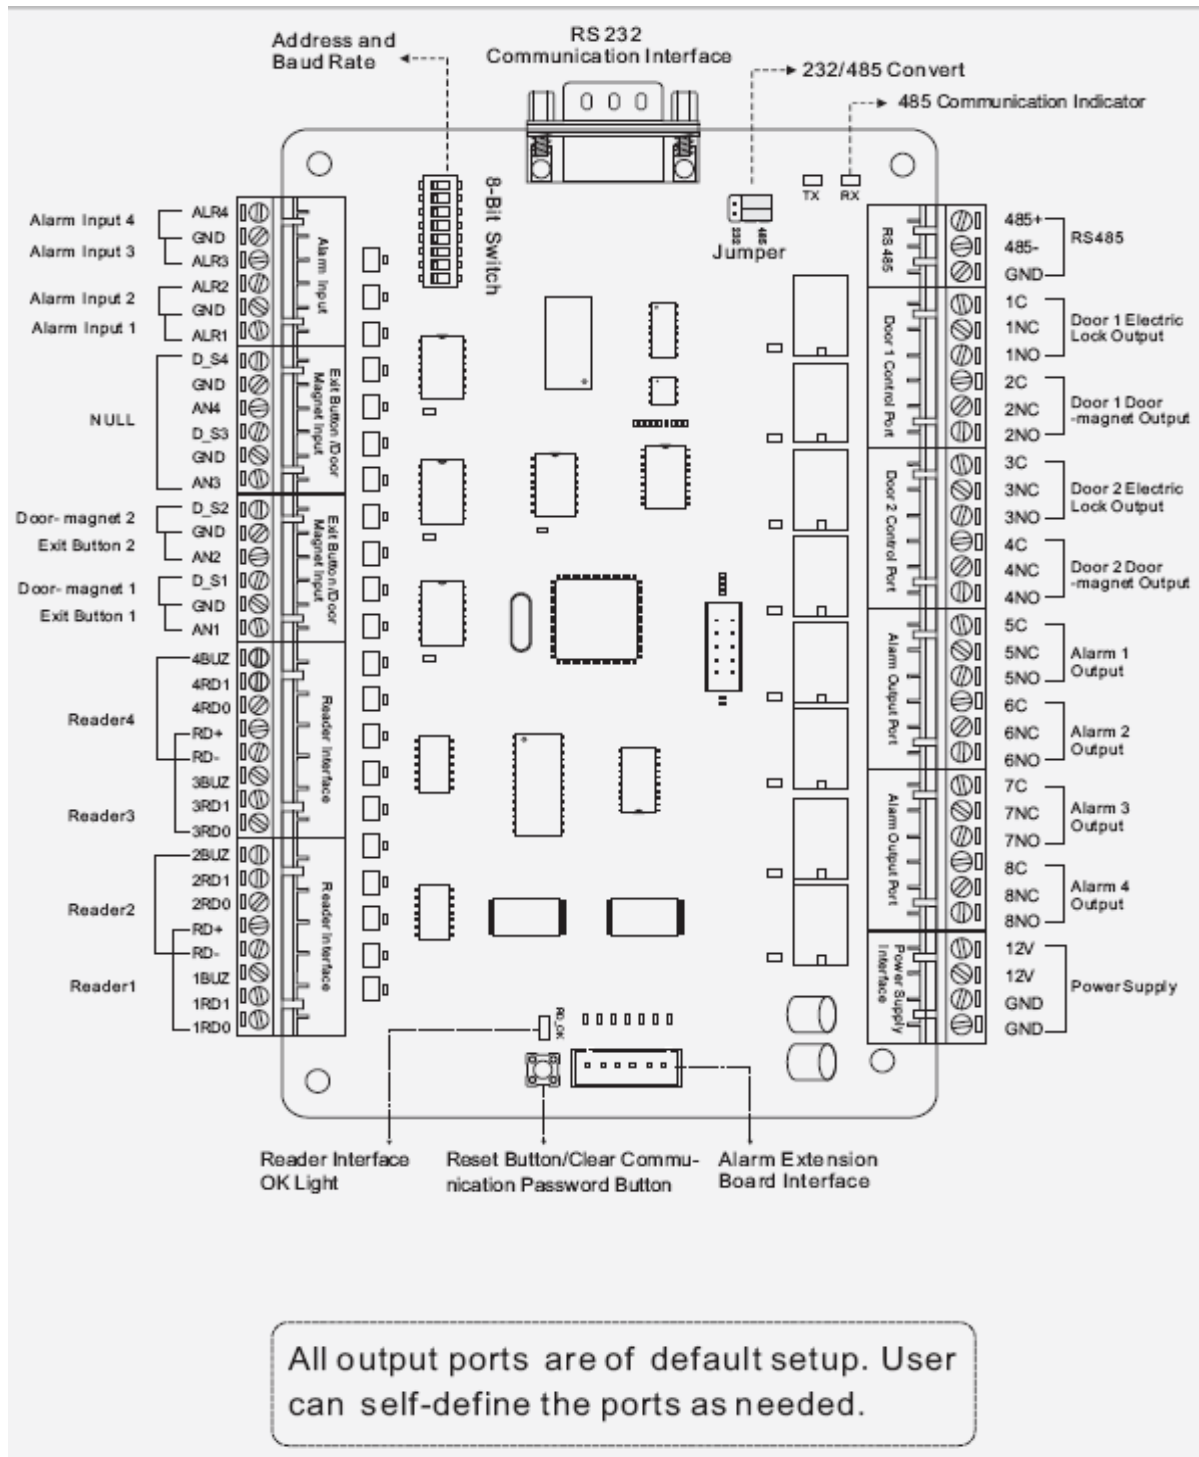 RS 232
Communication Interface
Address and
Baud Rate
232/485 Convert
485 Communication Indicator
8-Bit Switch
TX
RX
232
485
Jumper
Alarm Input 4
Alarm Input 3
Alarm Input 2
Alarm Input 1
ALR4
GND
ALR3
ALR2
GND
ALR1
Alarm Input
NULL
D_S4
GND
AN4
D_S3
GND
AN3
Exit Button /Door
Magnet Input
Door- magnet 2
Exit Button 2
Door- magnet 1
Exit Button 1
D_S2
GND
AN2
D_S1
GND
AN1
Exit Button /Door
Magnet Input
Reader4
Reader3
4BUZ
4RD1
4RD0
RD+
RD-
3BUZ
3RD1
3RD0
Reader Interface
Reader2
Reader1
2BUZ
2RD1
2RD0
RD+
RD-
1BUZ
1RD1
1RD0
Reader Interface
RS485
485+
485-
GND
RS485
Door 1 Control Port
1C
1NC
1NO
Door 1 Electric
Lock Output
2C
2NC
2NO
Door 1 Door
-magnet Output
Door 2 Control Port
3C
3NC
3NO
Door 2 Electric
Lock Output
4C
4NC
4NO
Door 2 Door
-magnet Output
Alarm Output Port
5C
5NC
5NO
Alarm 1
Output
6C
6NC
6NO
Alarm 2
Output
Alarm Output Port
7C
7NC
7NO
Alarm 3
Output
8C
8NC
8NO
Alarm 4
Output
Power Supply
Interface
12V
12V
GND
GND
Power Supply
RD_OK
Reader Interface
OK Light
Reset Button/Clear Commu-
nication Password Button
Alarm Extension
Board Interface
All output ports are of default setup. User
can self-define the ports as needed.